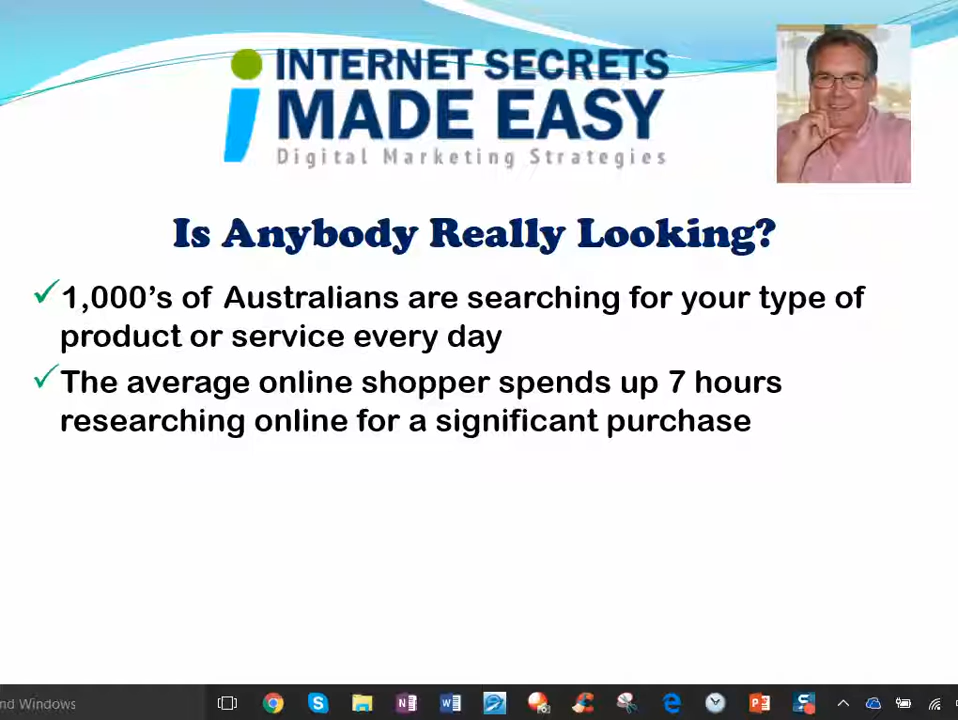 INTERNET SECRETS
MADE EASY
Digital Marketing Strategies
Is Anybody Really Looking?
1,000’s of Australians are searching for your type of
product or service every day
The average online shopper spends up 7 hours
researching online for a significant purchase
nd Windows